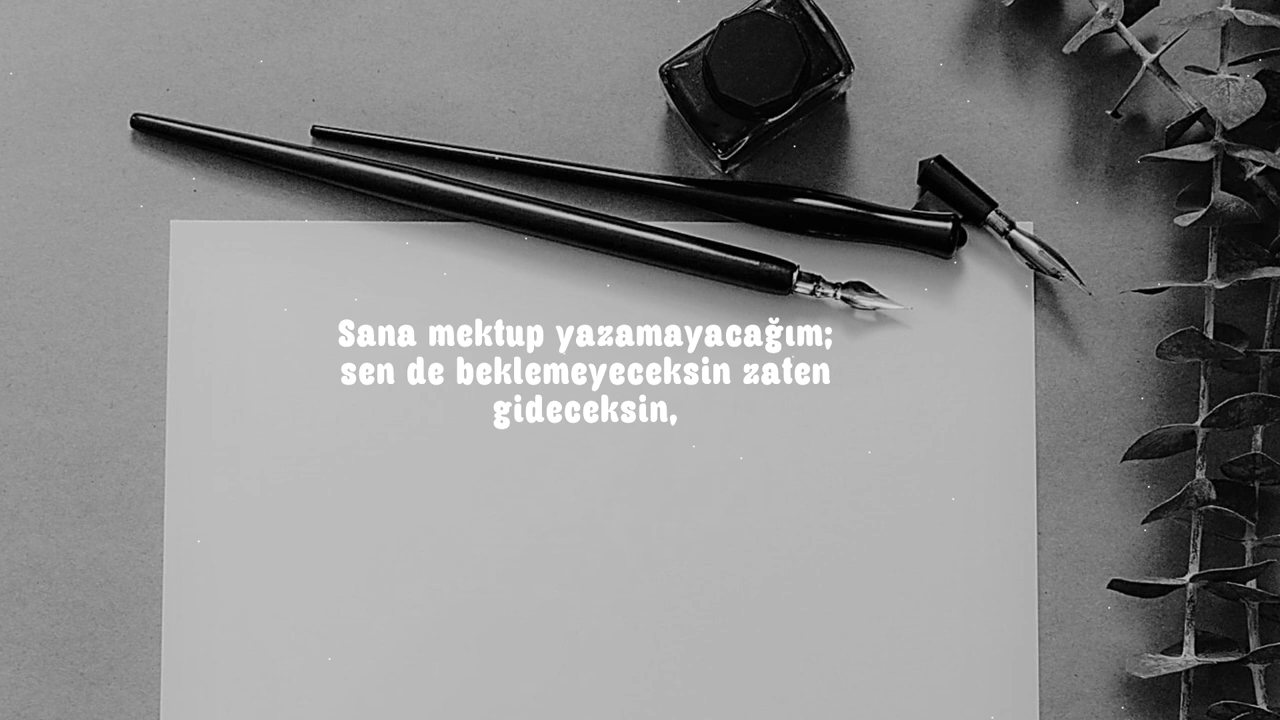 Sana mektup yazamayacağım;
sen de beklemeyeceksin zaten
gideceksin,